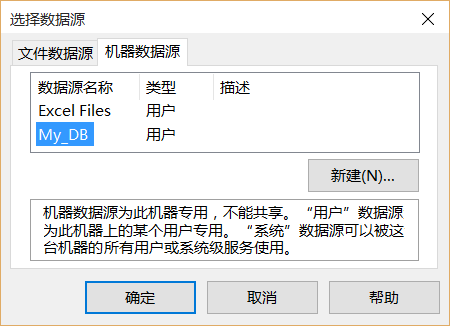 选择数据源
文件数据源 机器数据源
数据源名称 类型 描述
Excel Files 用户
My_DB 用户
新建(N)...
机器数据源为此机器专用，不能共享。“用户”数据源
为此机器上的某个用户专用。“系统”数据源可以被这
台机器的所有用户或系统级服务使用。
确定 取消 帮助